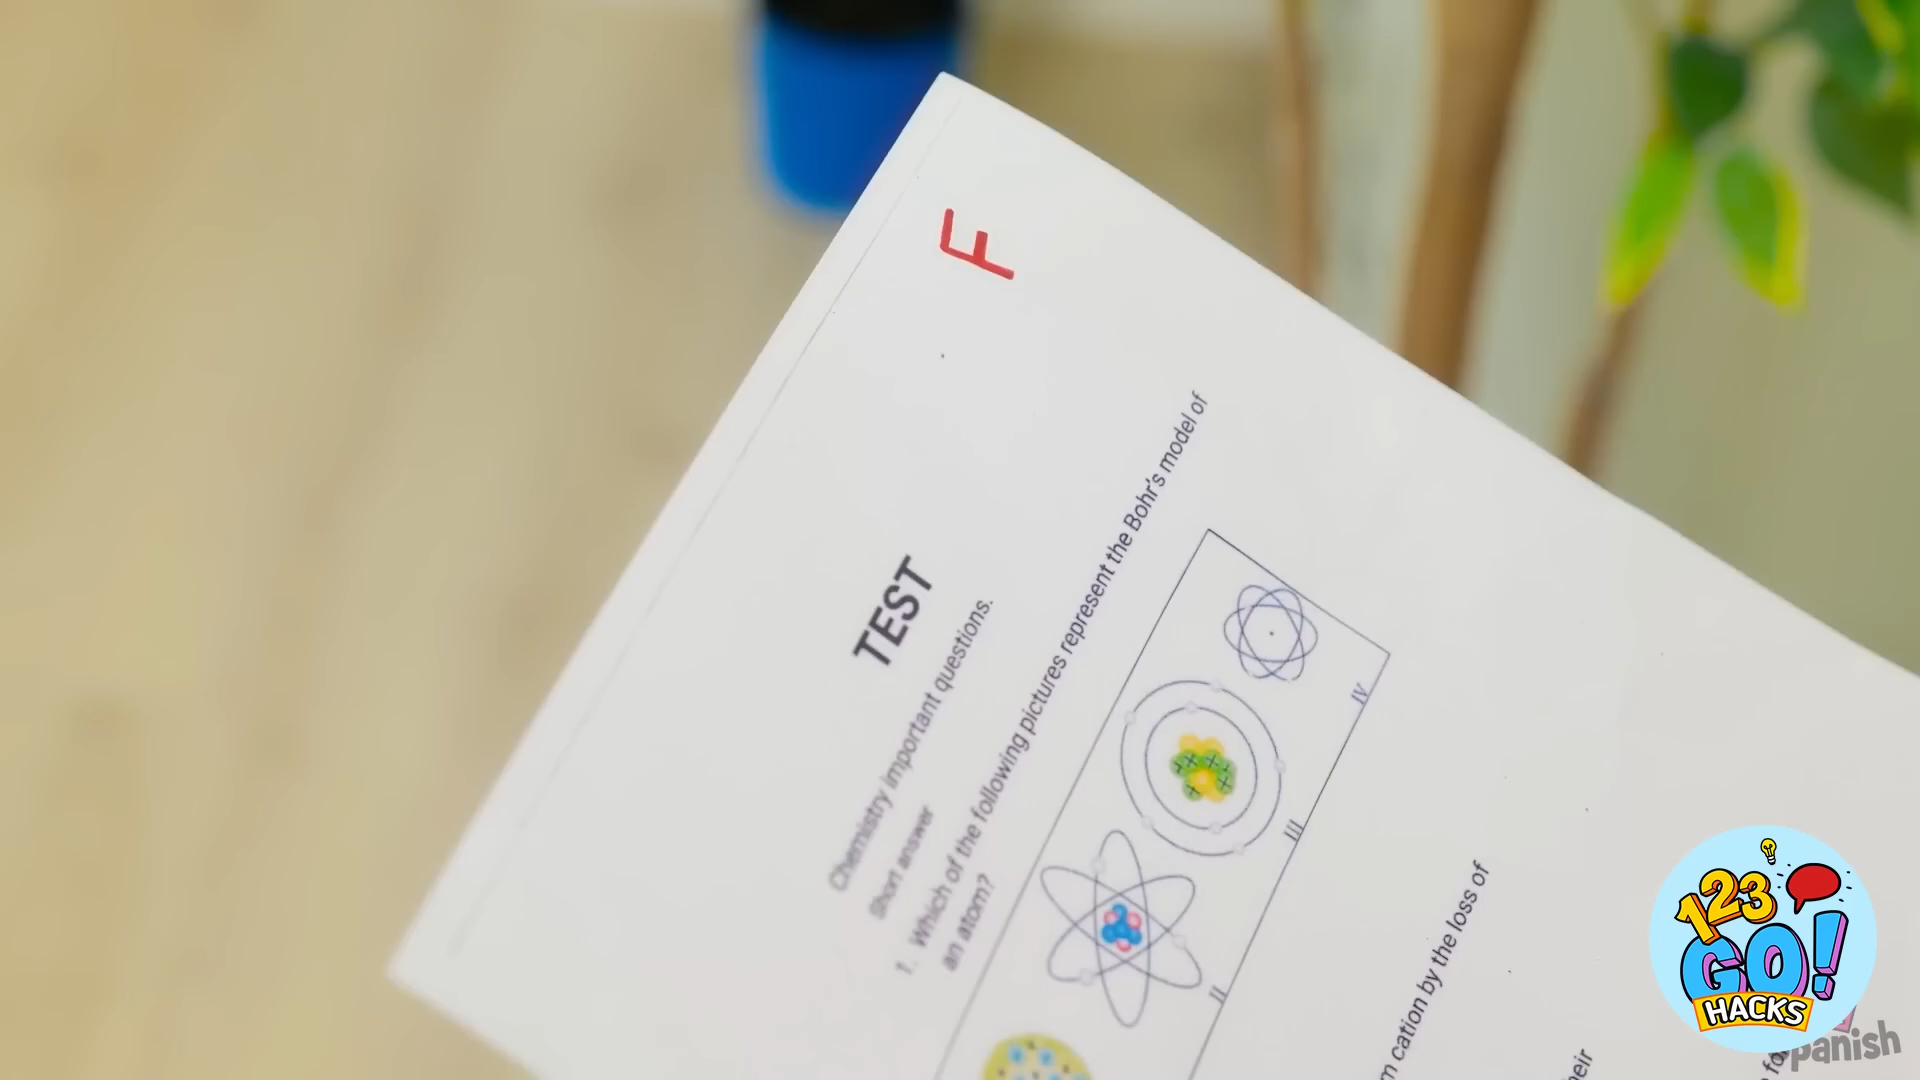 F
TEST
Chemistry important questions.
Short answer
1. Which of the following pictures represent the Bohr's model of
an atom?
II
III
IV
cation by the loss of
123
GO!
HACKS
panish